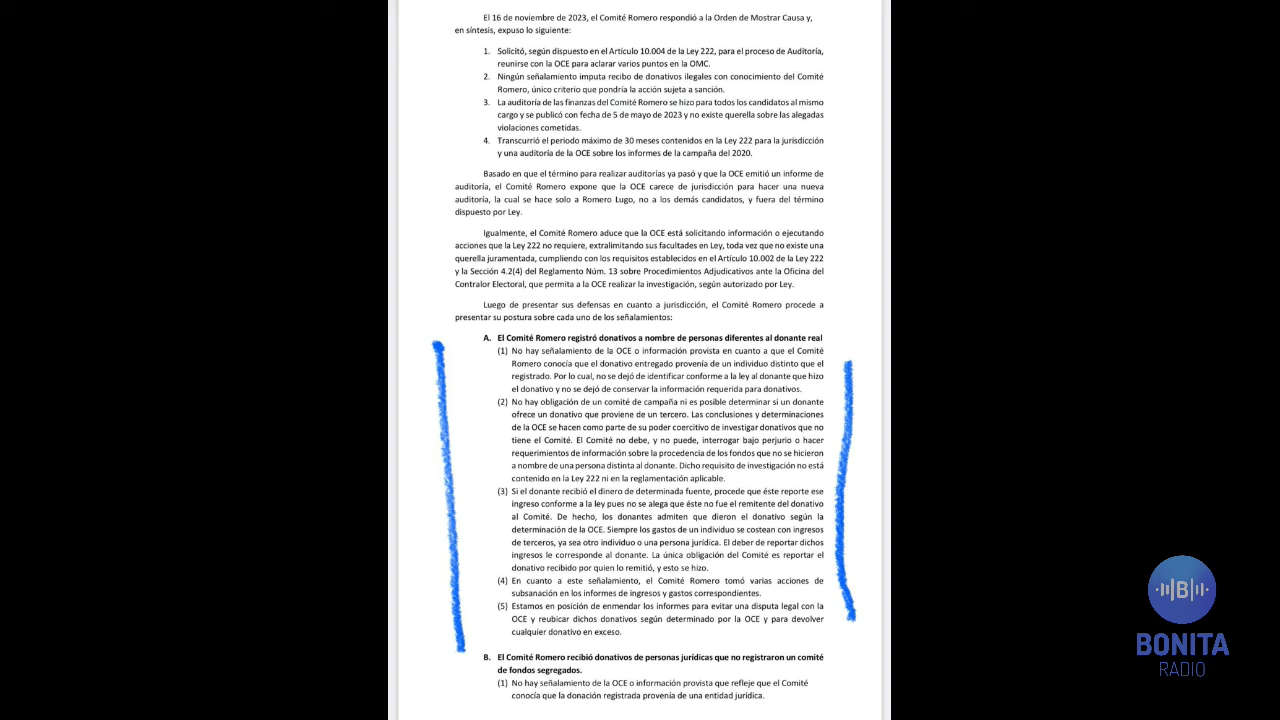 El 16 de noviembre de 2023, el Comité Romero respondió a la Orden de Mostrar Causa y,
en síntesis, expuso lo siguiente:
1. Solicitó, según dispuesto en el Artículo 10.004 de la Ley 222, para el proceso de Auditoría,
reunirse con la OCE para aclarar varios puntos en la OMC.
2. Ningún señalamiento imputa recibo de donativos ilegales con conocimiento del Comité
Romero, único criterio que pondría la acción sujeta a sanción.
3. La auditoría de las finanzas del Comité Romero se hizo para todos los candidatos al mismo
cargo y se publicó con fecha de 5 de mayo de 2023 y no existe querella sobre las alegadas
violaciones cometidas.
4. Transcurrió el periodo máximo de 30 meses contenidos en la Ley 222 para la jurisdicción
y una auditoría de la OCE sobre los informes de la campaña del 2020.
Basado en que el término para realizar auditorías ya pasó y que la OCE emitió un informe de
auditoría, el Comité Romero expone que la OCE carece de jurisdicción para hacer una nueva
auditoría, la cual se hace solo a Romero Lugo, no a los demás candidatos, y fuera del término
dispuesto por Ley.
Igualmente, el Comité Romero aduce que la OCE está solicitando información o ejecutando
acciones que la Ley 222 no requiere, extralimitando sus facultades en Ley, toda vez que no existe una
querella juramentada, cumpliendo con los requisitos establecidos en el Artículo 10.002 de la Ley 222
y la Sección 4.2(4) del Reglamento Núm. 13 sobre Procedimientos Adjudicativos ante la Oficina del
Contralor Electoral, que permita a la OCE realizar la investigación, según autorizado por Ley.
Luego de presentar sus defensas en cuanto a jurisdicción, el Comité Romero procede a
presentar su postura sobre cada uno de los señalamientos:
A. El Comité Romero registró donativos a nombre de personas diferentes al donante real
(1) No hay señalamiento de la OCE o información provista en cuanto a que el Comité
Romero conocía que el donativo entregado provenía de un individuo distinto que el
registrado. Por lo cual, no se dejó de identificar conforme a la ley al donante que hizo
el donativo y no se dejó de conservar la información requerida para donativos.
(2) No hay obligación de un comité de campaña ni es posible determinar si un donante
ofrece un donativo que proviene de un tercero. Las conclusiones y determinaciones
de la OCE se hacen como parte de su poder coercitivo de investigar donativos que no
tiene el Comité. El Comité no debe, y no puede, interrogar bajo perjurio o hacer
requerimientos de información sobre la procedencia de los fondos que no se hicieron
a nombre de una persona distinta al donante. Dicho requisito de investigación no está
contenido en la Ley 222 ni en la reglamentación aplicable.
(3) Si el donante recibió el dinero de determinada fuente, procede que éste reporte ese
ingreso conforme a la ley pues no se alega que éste no fue el remitente del donativo
al Comité. De hecho, los donantes admiten que dieron el donativo según la
determinación de la OCE. Siempre los gastos de un individuo se costean con ingresos
de terceros, ya sea otro individuo o una persona jurídica. El deber de reportar dichos
ingresos le corresponde al donante. La única obligación del Comité es reportar el
donativo recibido por quien lo remitió, y esto se hizo.
(4) En cuanto a este señalamiento, el Comité Romero tomó varias acciones de
subsanación en los informes de ingresos y gastos correspondientes.
(5) Estamos en posición de enmendar los informes para evitar una disputa legal con la
OCE y reubicar dichos donativos según determinado por la OCE y para devolver
cualquier donativo en exceso.
B. El Comité Romero recibió donativos de personas jurídicas que no registraron un comité
de fondos segregados.
(1) No hay señalamiento de la OCE o información provista que refleje que el Comité
conocía que la donación registrada provenía de una entidad jurídica.
B
BONITA
RADIO